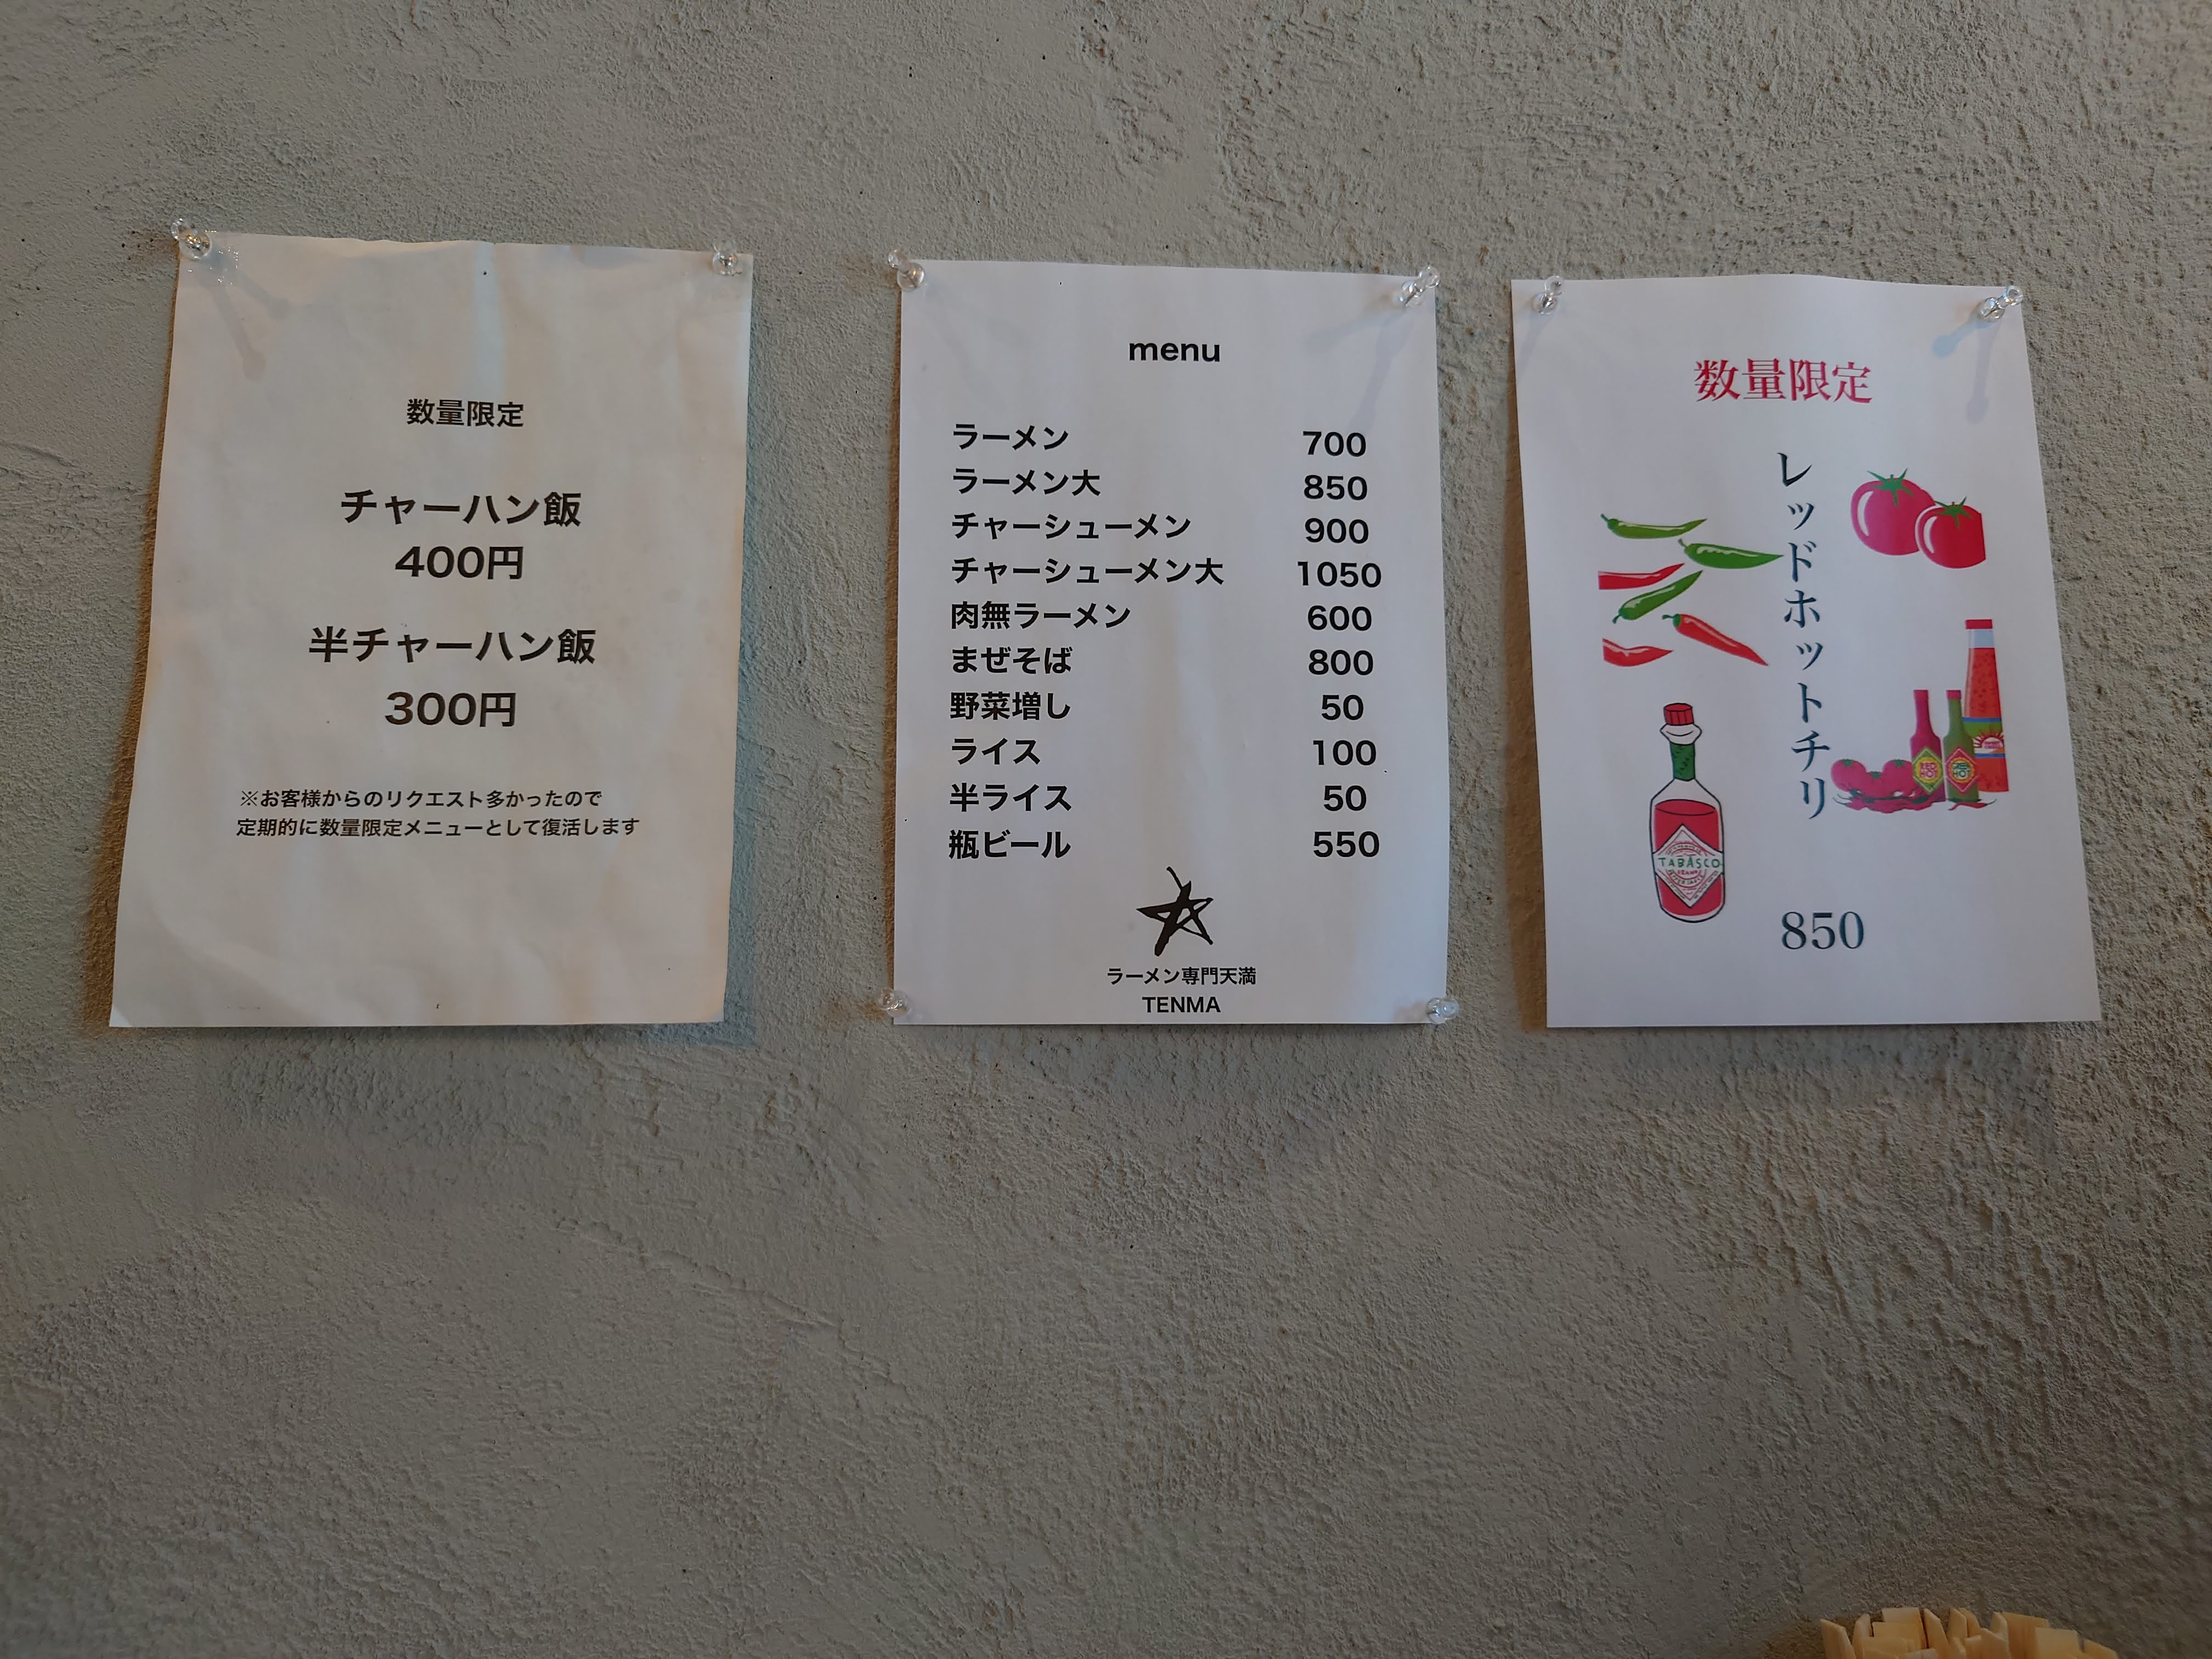 数量限定
チャーハン飯
400円
半チャーハン飯
300円
※お客様からのリクエスト多かったので
定期的に数量限定メニューとして復活します
menu
ラーメン 700
ラーメン大 850
チャーシューメン 900
チャーシューメン大 1050
肉無ラーメン 600
まぜそば 800
野菜増し 50
ライス 100
半ライス 50
瓶ビール 550
ラーメン専門天満
TENMA
数量限定
レッドホットチリ
TABASCO
RED
HOT
HOT
850